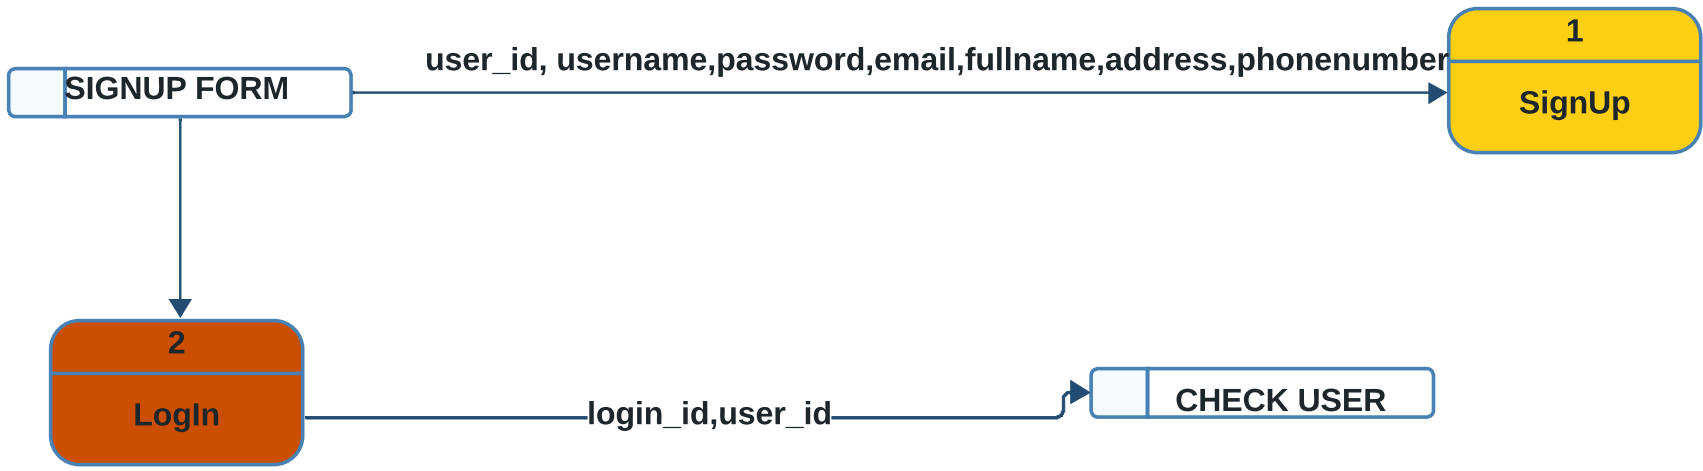 1
user_id, username,password,email,fullname,address,phonenumber
SIGNUP FORM
SignUp
2
LogIn
login_id,user_id
CHECK USER